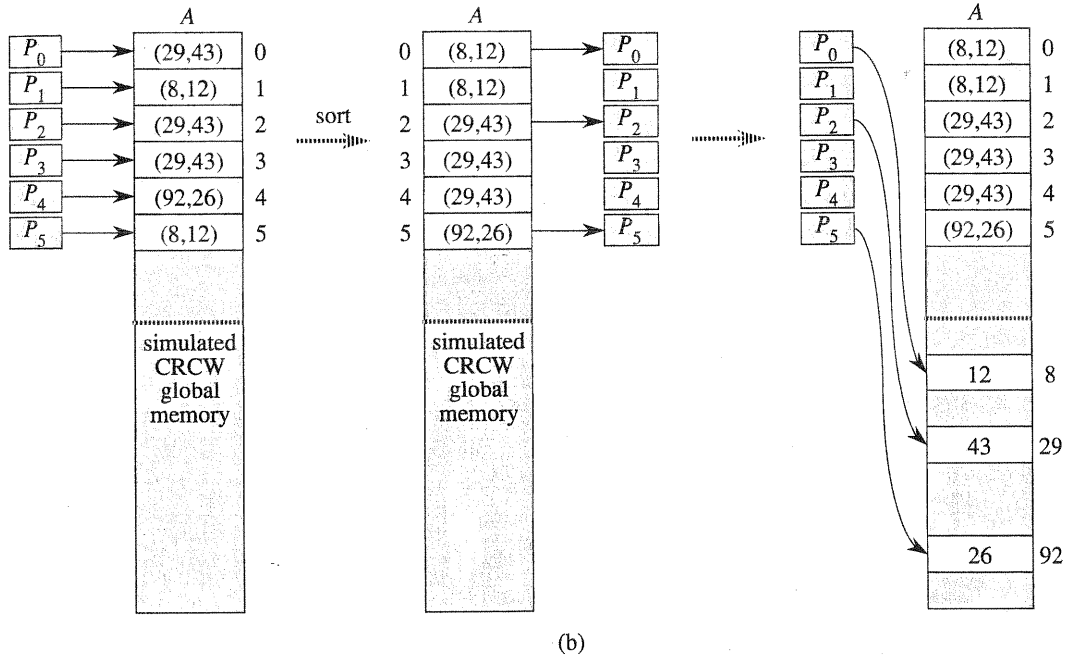 A
P0 (29,43) 0
P1 (8,12) 1
P2 (29,43) 2
P3 (29,43) 3
P4 (92,26) 4
P5 (8,12) 5
simulated
CRCW
global
memory
sort
A
0 (8,12) P0
1 (8,12) P1
2 (29,43) P2
3 (29,43) P3
4 (29,43) P4
5 (92,26) P5
simulated
CRCW
global
memory
A
P0 (8,12) 0
P1 (8,12) 1
P2 (29,43) 2
P3 (29,43) 3
P4 (29,43) 4
P5 (92,26) 5
12 8
43 29
26 92
(b)